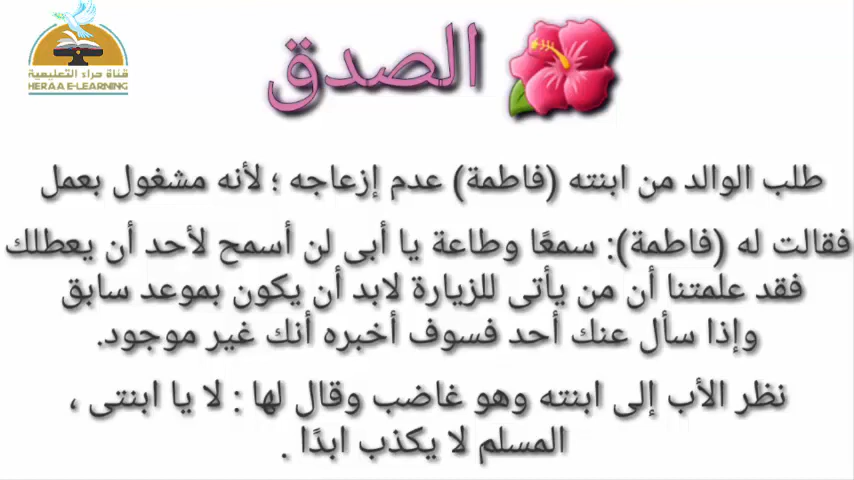 قناة حراء التعليمية
HERAA E-LEARNING
الصدق
طلب الوالد من ابنته (فاطمة) عدم إزعاجه ؛ لأنه مشغول بعمل
فقالت له (فاطمة): سمعًا وطاعة يا أبى لن أسمح لأحد أن يعطلك
فقد علمتنا أن من يأتى للزيارة لابد أن يكون بموعد سابق
وإذا سأل عنك أحد فسوف أخبره أنك غير موجود.
نظر الأب إلى ابنته وهو غاضب وقال لها : لا يا ابنتى ،
المسلم لا يكذب ابدًا .